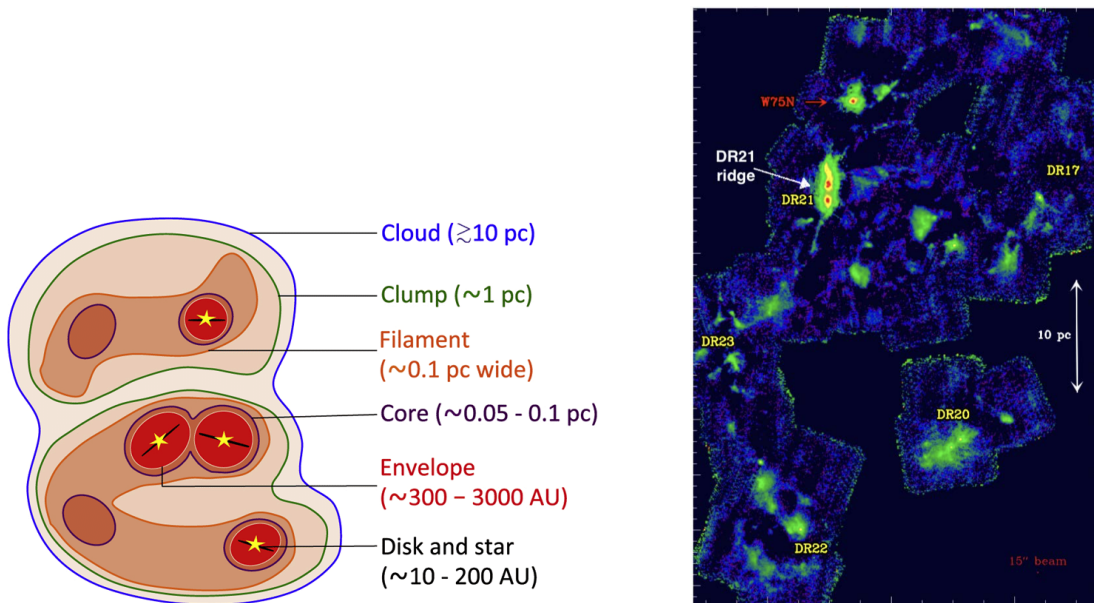 Cloud (≳10 pc)
Clump (~1 pc)
Filament
(~0.1 pc wide)
Core (~0.05 - 0.1 pc)
Envelope
(~300 – 3000 AU)
Disk and star
(~10 - 200 AU)
W75N
DR21
ridge
DR17
DR21
10 pc
DR23
DR20
DR22
15" beam